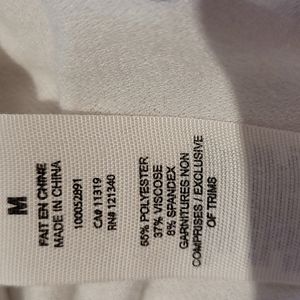 M
FAIT EN CHINE
MADE IN CHINA
100052891
CA# 11319
RN# 121340
55% POLYESTER
37% VISCOSE
8% SPANDEX
GARNITURES NON
COMPRISES / EXCLUSIVE
OF TRIMS